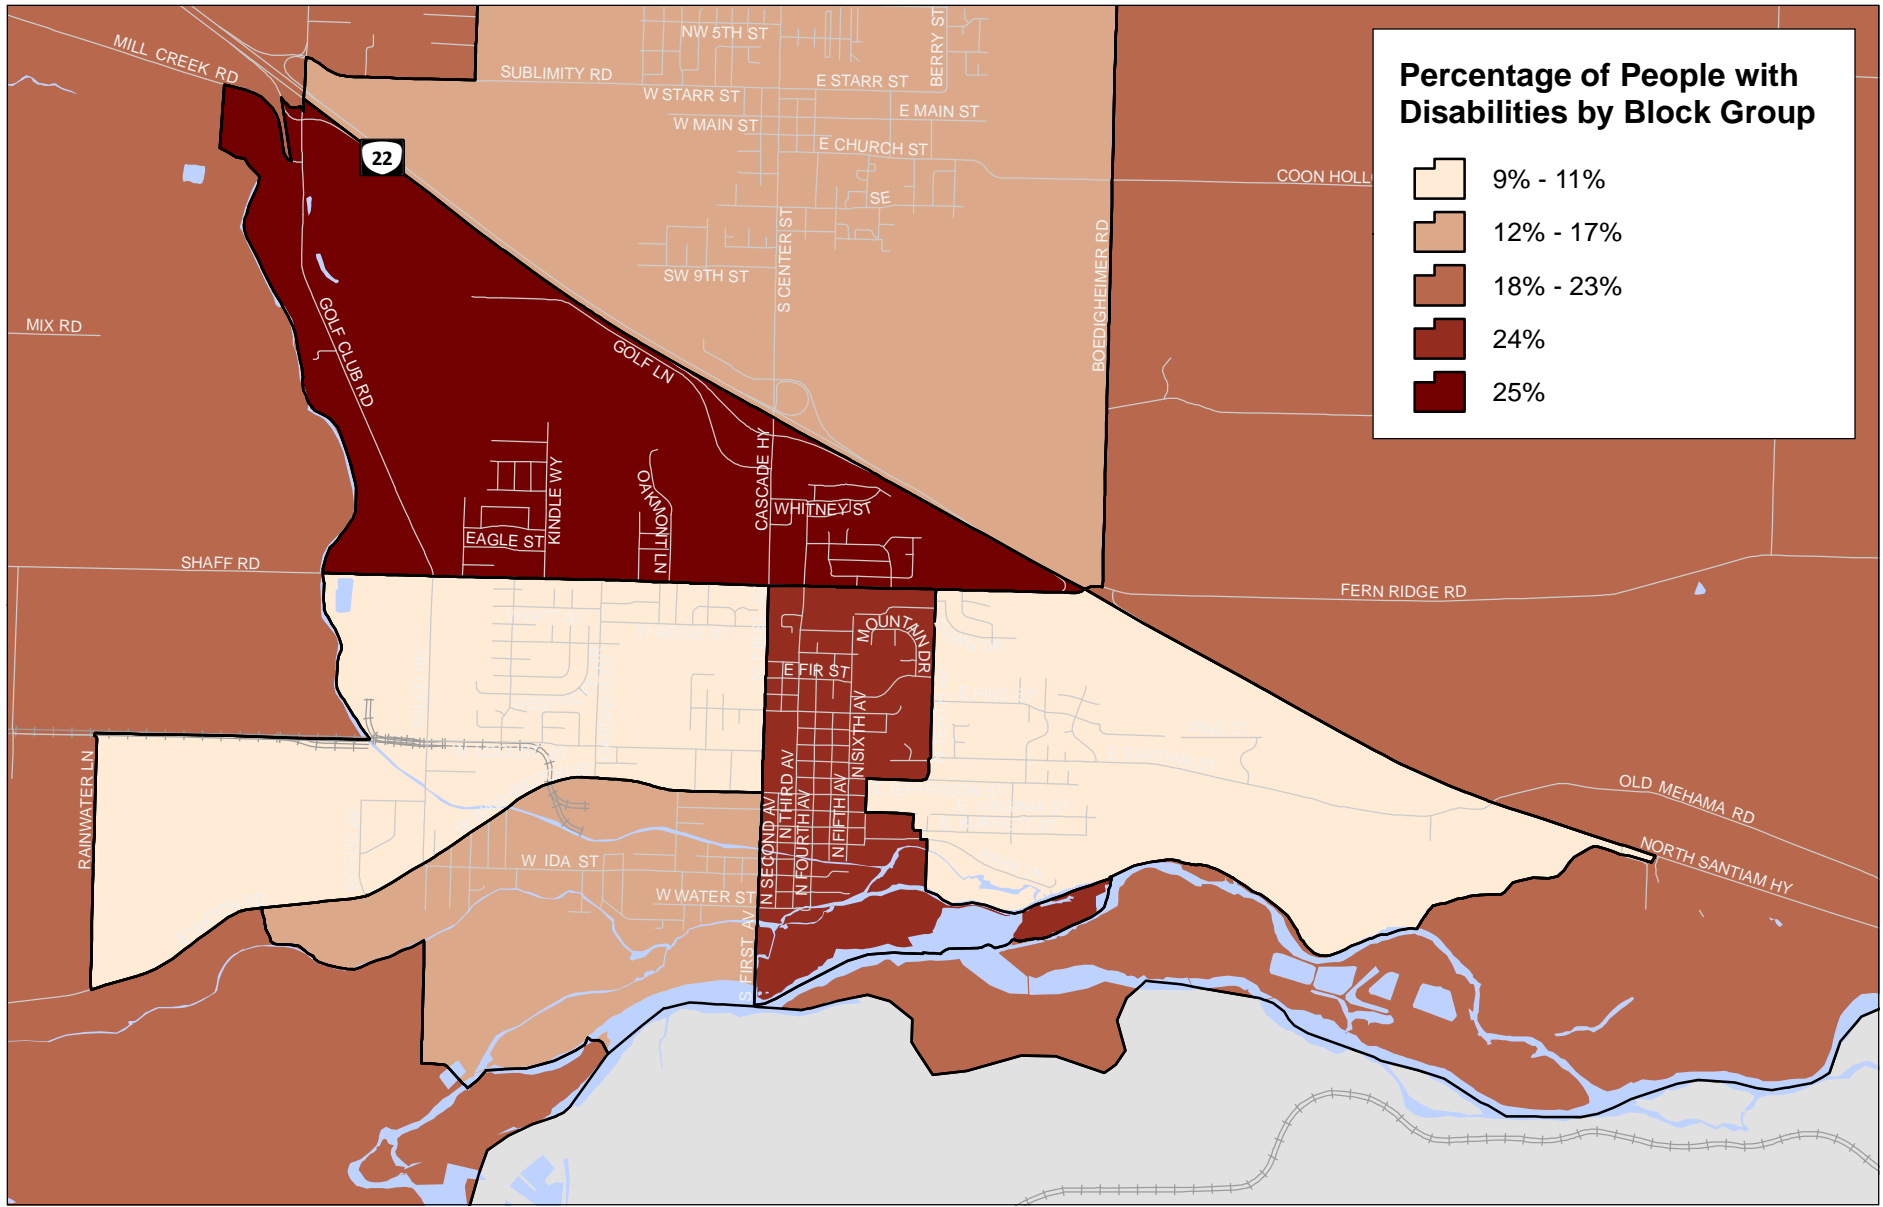 Percentage of People with
Disabilities by Block Group
9% - 11%
12% - 17%
18% - 23%
24%
25%
NW 5TH ST
BERRY ST
MILL CREEK RD
SUBLIMITY RD
E STARR ST
W STARR ST
E MAIN ST
W MAIN ST
E CHURCH ST
22
COON HOLL
SE
S CENTER ST
BOEDIGHEIMER RD
SW 9TH ST
MIX RD
GOLF CLUB RD
GOLF LN
CASCADE HY
KINDLE WY
OAKMONT LN
WHITNEY ST
EAGLE ST
SHAFF RD
FERN RIDGE RD
MOUNTAIN DR
E FIR ST
N SIXTH AV
RAINWATER LN
N THIRD AV
N SECOND AV
N FOURTH AV
N FIFTH AV
OLD MEHAMA RD
NORTH SANTIAM HY
W IDA ST
W WATER ST
S FIRST AV